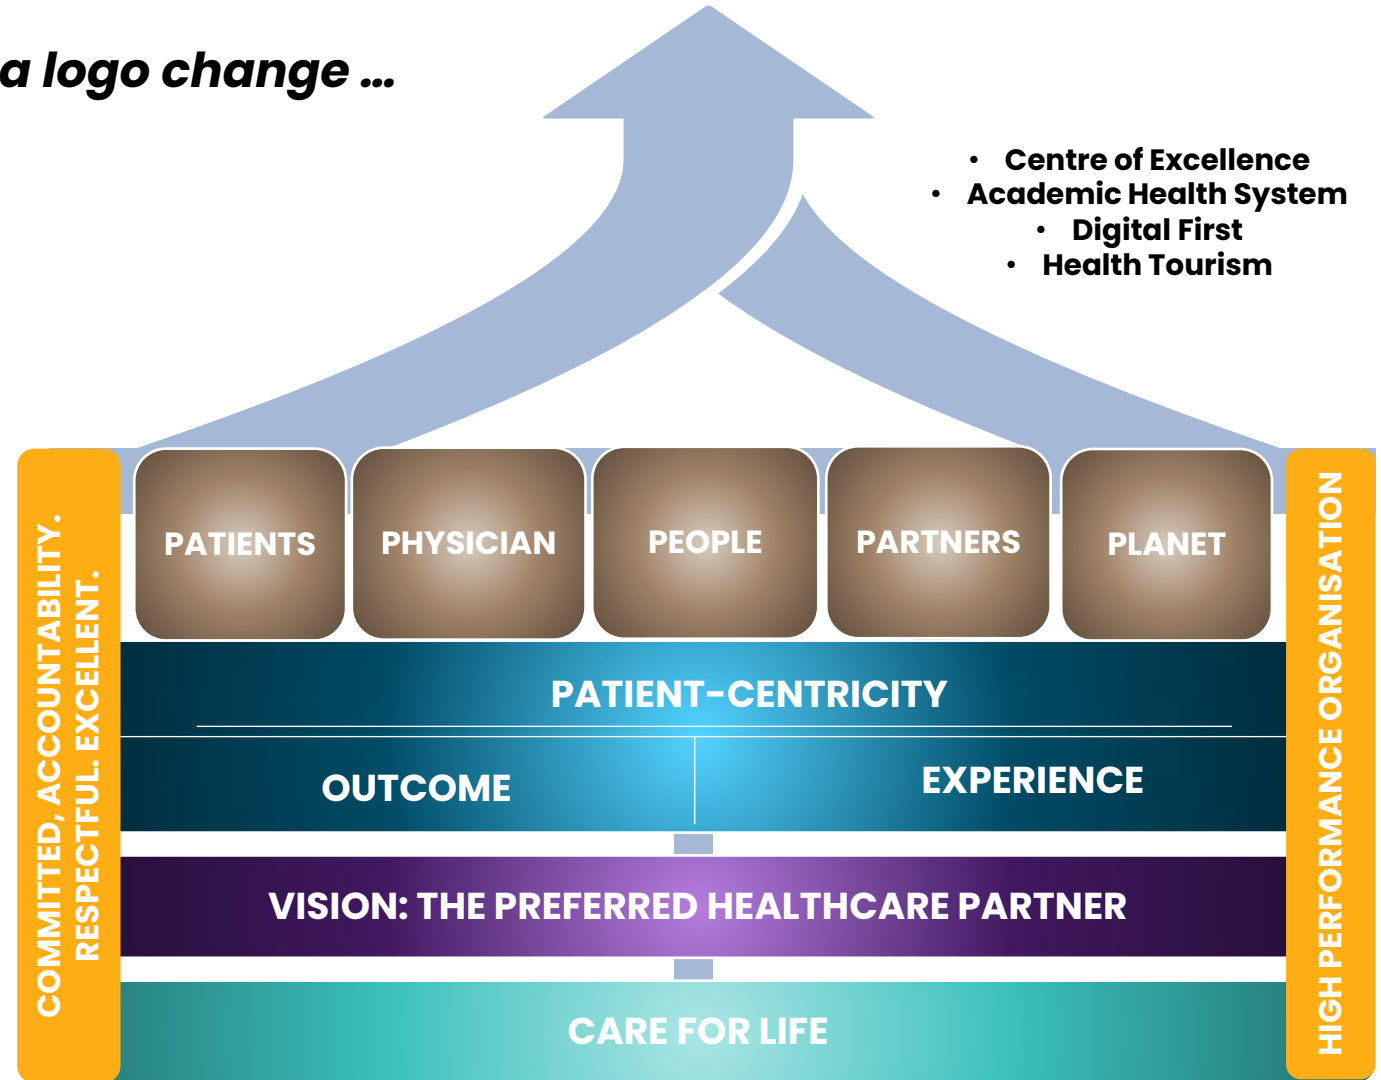 a logo change ...
• Centre of Excellence
• Academic Health System
• Digital First
• Health Tourism
PATIENTS
PHYSICIAN
PEOPLE
PARTNERS
PLANET
COMMITTED, ACCOUNTABILITY.
RESPECTFUL. EXCELLENT.
HIGH PERFORMANCE ORGANISATION
PATIENT-CENTRICITY
OUTCOME
EXPERIENCE
VISION: THE PREFERRED HEALTHCARE PARTNER
CARE FOR LIFE